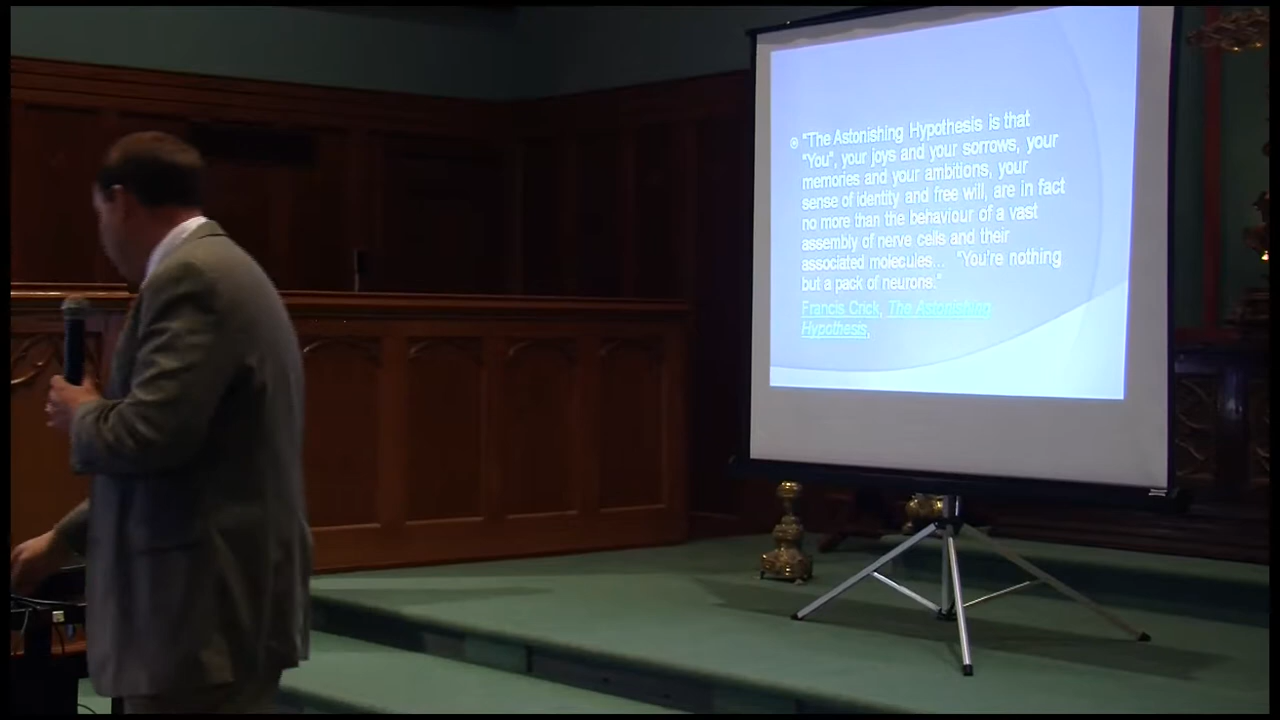 "The Astonishing Hypothesis is that
"You", your joys and your sorrows, your
memories and your ambitions, your
sense of identity and free will, are in fact
no more than the behaviour of a vast
assembly of nerve cells and their
associated molecules... "You're nothing
but a pack of neurons."
Francis Crick, The Astonishing
Hypothesis,